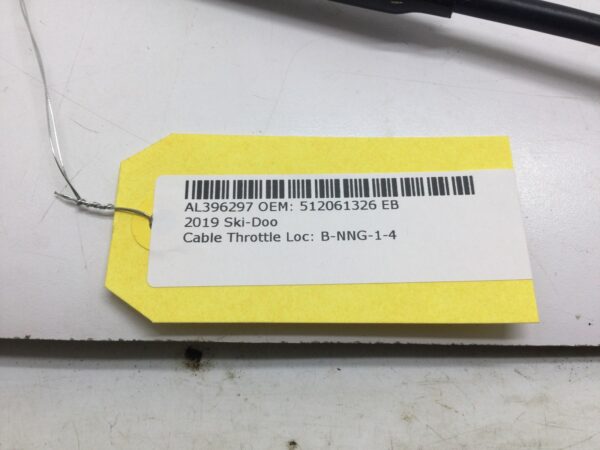 AL396297 OEM: 512061326 EB
2019 Ski-Doo
Cable Throttle Loc: B-NNG-1-4